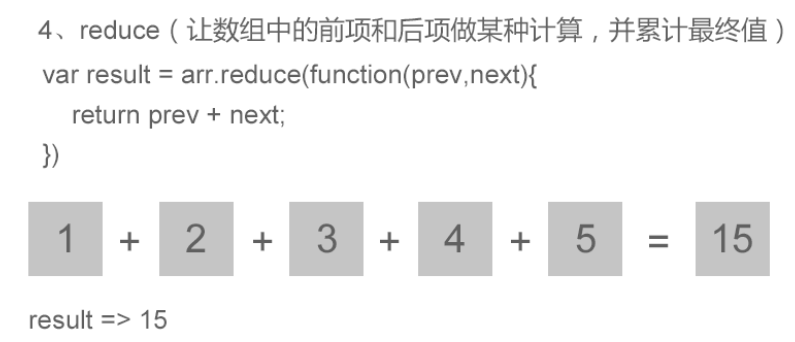 4、reduce（让数组中的前项和后项做某种计算，并累计最终值）
var result = arr.reduce(function(prev,next){
return prev + next;
})
1 + 2 + 3 + 4 + 5 = 15
result => 15